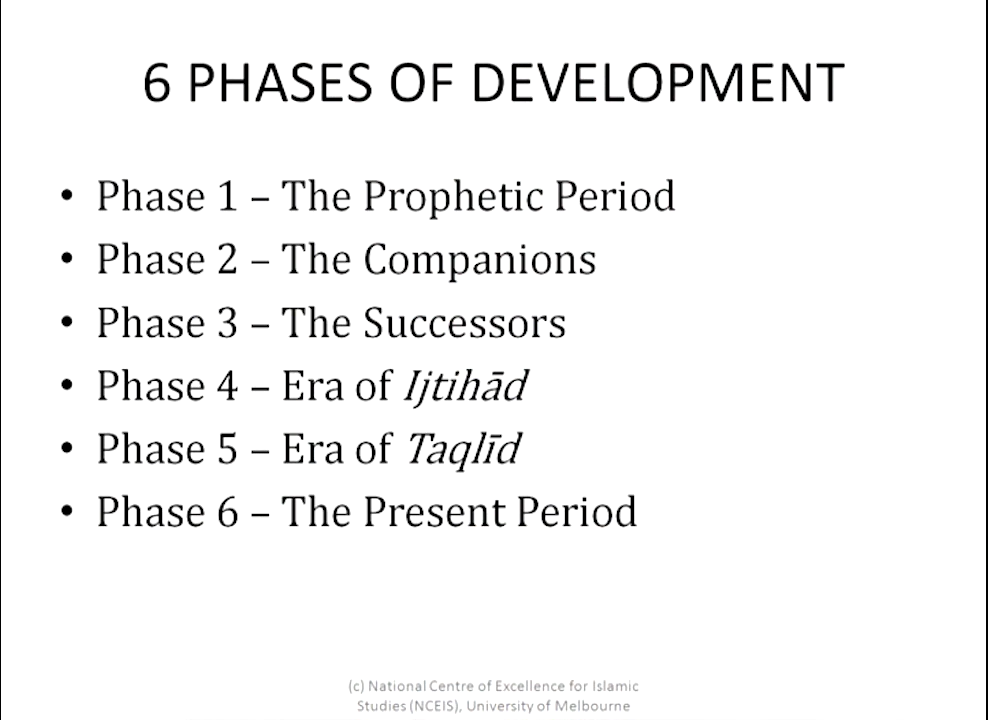 6 PHASES OF DEVELOPMENT
• Phase 1 – The Prophetic Period
• Phase 2 – The Companions
• Phase 3 – The Successors
• Phase 4 – Era of Ijtihād
• Phase 5 – Era of Taqlīd
• Phase 6 – The Present Period
(c) National Centre of Excellence for Islamic
Studies (NCEIS), University of Melbourne